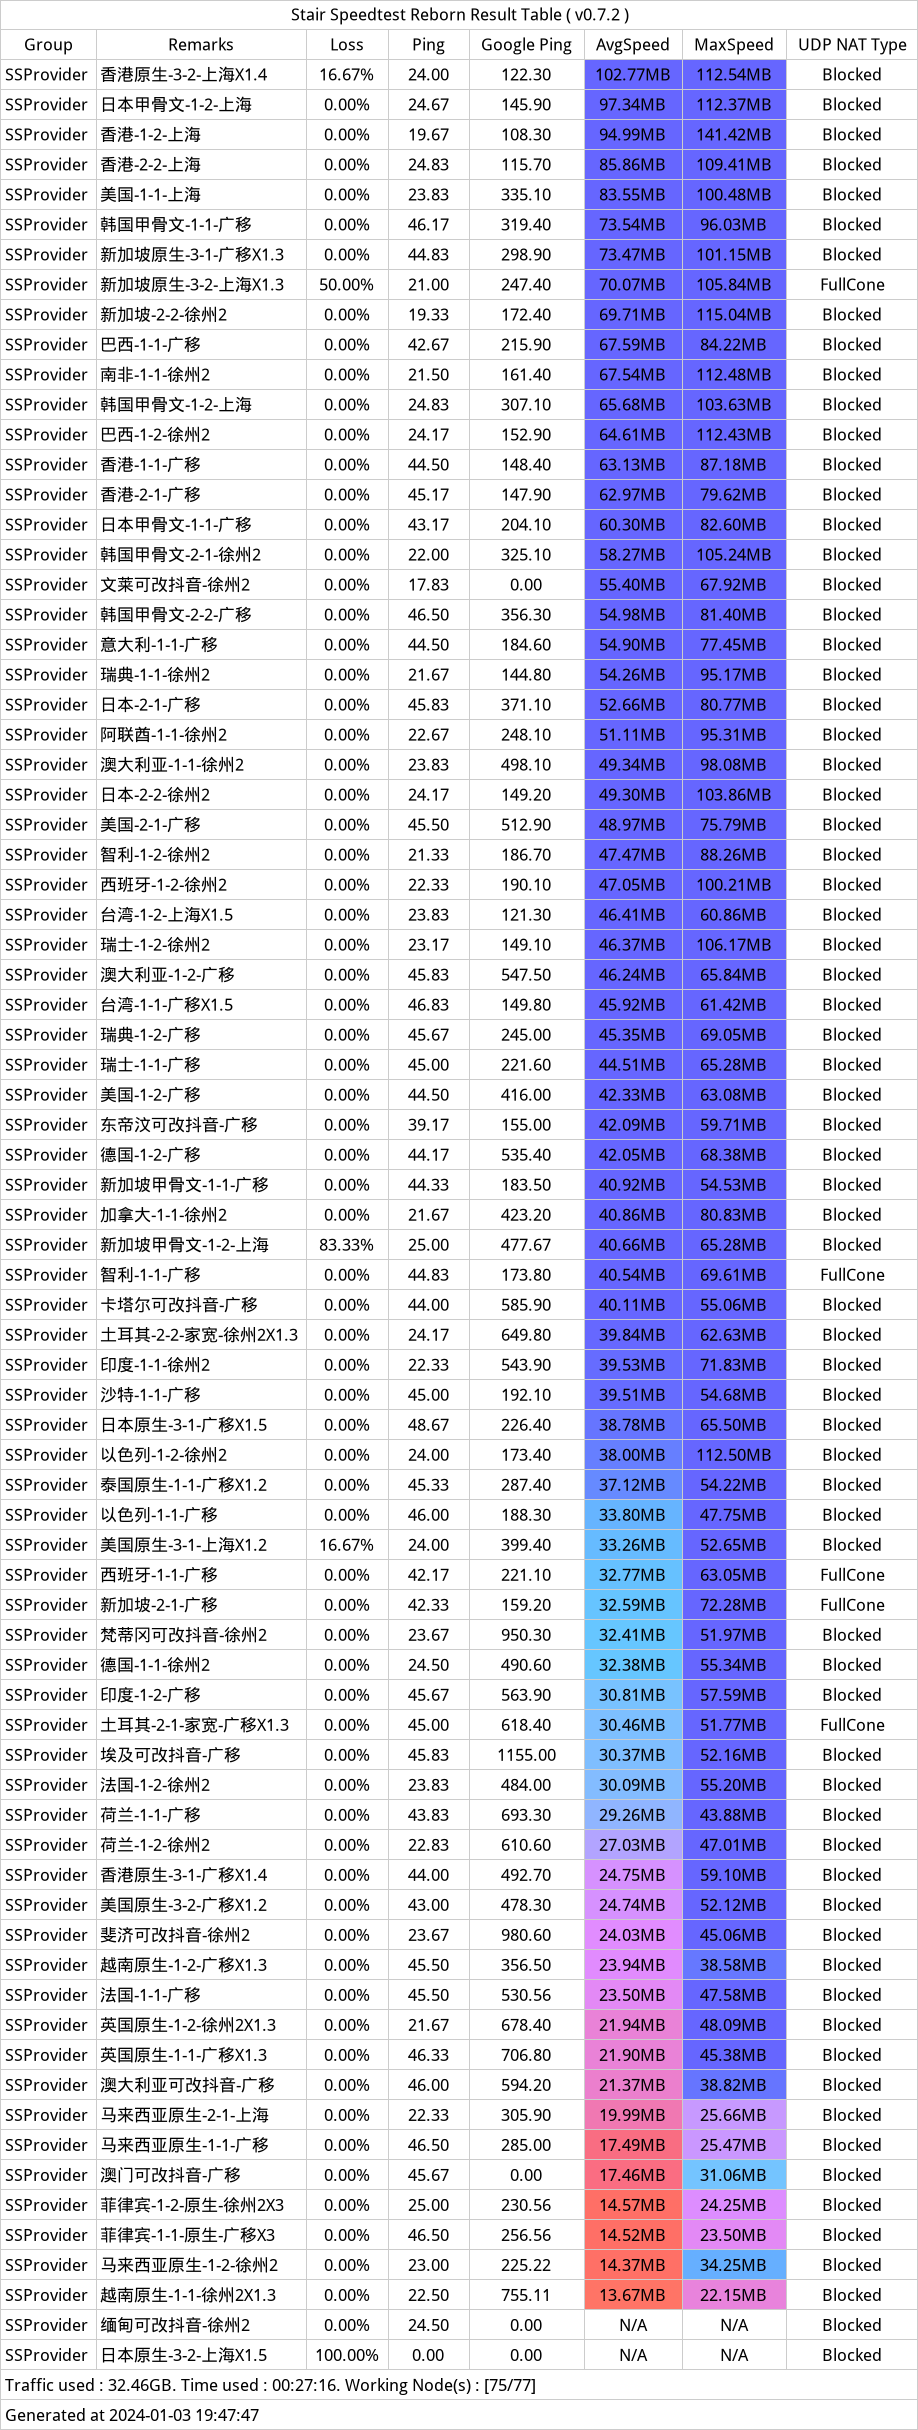 Stair Speedtest Reborn Result Table ( v0.7.2 )
Group Remarks Loss Ping Google Ping AvgSpeed MaxSpeed UDP NAT Type
SSProvider 香港原生-3-2-上海X1.4 16.67% 24.00 122.30 102.77MB 112.54MB Blocked
SSProvider 日本甲骨文-1-2-上海 0.00% 24.67 145.90 97.34MB 112.37MB Blocked
SSProvider 香港-1-2-上海 0.00% 19.67 108.30 94.99MB 141.42MB Blocked
SSProvider 香港-2-2-上海 0.00% 24.83 115.70 85.86MB 109.41MB Blocked
SSProvider 美国-1-1-上海 0.00% 23.83 335.10 83.55MB 100.48MB Blocked
SSProvider 韩国甲骨文-1-1-广移 0.00% 46.17 319.40 73.54MB 96.03MB Blocked
SSProvider 新加坡原生-3-1-广移X1.3 0.00% 44.83 298.90 73.47MB 101.15MB Blocked
SSProvider 新加坡原生-3-2-上海X1.3 50.00% 21.00 247.40 70.07MB 105.84MB FullCone
SSProvider 新加坡-2-2-徐州2 0.00% 19.33 172.40 69.71MB 115.04MB Blocked
SSProvider 巴西-1-1-广移 0.00% 42.67 215.90 67.59MB 84.22MB Blocked
SSProvider 南非-1-1-徐州2 0.00% 21.50 161.40 67.54MB 112.48MB Blocked
SSProvider 韩国甲骨文-1-2-上海 0.00% 24.83 307.10 65.68MB 103.63MB Blocked
SSProvider 巴西-1-2-徐州2 0.00% 24.17 152.90 64.61MB 112.43MB Blocked
SSProvider 香港-1-1-广移 0.00% 44.50 148.40 63.13MB 87.18MB Blocked
SSProvider 香港-2-1-广移 0.00% 45.17 147.90 62.97MB 79.62MB Blocked
SSProvider 日本甲骨文-1-1-广移 0.00% 43.17 204.10 60.30MB 82.60MB Blocked
SSProvider 韩国甲骨文-2-1-徐州2 0.00% 22.00 325.10 58.27MB 105.24MB Blocked
SSProvider 文莱可改抖音-徐州2 0.00% 17.83 0.00 55.40MB 67.92MB Blocked
SSProvider 韩国甲骨文-2-2-广移 0.00% 46.50 356.30 54.98MB 81.40MB Blocked
SSProvider 意大利-1-1-广移 0.00% 44.50 184.60 54.90MB 77.45MB Blocked
SSProvider 瑞典-1-1-徐州2 0.00% 21.67 144.80 54.26MB 95.17MB Blocked
SSProvider 日本-2-1-广移 0.00% 45.83 371.10 52.66MB 80.77MB Blocked
SSProvider 阿联酋-1-1-徐州2 0.00% 22.67 248.10 51.11MB 95.31MB Blocked
SSProvider 澳大利亚-1-1-徐州2 0.00% 23.83 498.10 49.34MB 98.08MB Blocked
SSProvider 日本-2-2-徐州2 0.00% 24.17 149.20 49.30MB 103.86MB Blocked
SSProvider 美国-2-1-广移 0.00% 45.50 512.90 48.97MB 75.79MB Blocked
SSProvider 智利-1-2-徐州2 0.00% 21.33 186.70 47.47MB 88.26MB Blocked
SSProvider 西班牙-1-2-徐州2 0.00% 22.33 190.10 47.05MB 100.21MB Blocked
SSProvider 台湾-1-2-上海X1.5 0.00% 23.83 121.30 46.41MB 60.86MB Blocked
SSProvider 瑞士-1-2-徐州2 0.00% 23.17 149.10 46.37MB 106.17MB Blocked
SSProvider 澳大利亚-1-2-广移 0.00% 45.83 547.50 46.24MB 65.84MB Blocked
SSProvider 台湾-1-1-广移X1.5 0.00% 46.83 149.80 45.92MB 61.42MB Blocked
SSProvider 瑞典-1-2-广移 0.00% 45.67 245.00 45.35MB 69.05MB Blocked
SSProvider 瑞士-1-1-广移 0.00% 45.00 221.60 44.51MB 65.28MB Blocked
SSProvider 美国-1-2-广移 0.00% 44.50 416.00 42.33MB 63.08MB Blocked
SSProvider 东帝汶可改抖音-广移 0.00% 39.17 155.00 42.09MB 59.71MB Blocked
SSProvider 德国-1-2-广移 0.00% 44.17 535.40 42.05MB 68.38MB Blocked
SSProvider 新加坡甲骨文-1-1-广移 0.00% 44.33 183.50 40.92MB 54.53MB Blocked
SSProvider 加拿大-1-1-徐州2 0.00% 21.67 423.20 40.86MB 80.83MB Blocked
SSProvider 新加坡甲骨文-1-2-上海 83.33% 25.00 477.67 40.66MB 65.28MB Blocked
SSProvider 智利-1-1-广移 0.00% 44.83 173.80 40.54MB 69.61MB FullCone
SSProvider 卡塔尔可改抖音-广移 0.00% 44.00 585.90 40.11MB 55.06MB Blocked
SSProvider 土耳其-2-2-家宽-徐州2X1.3 0.00% 24.17 649.80 39.84MB 62.63MB Blocked
SSProvider 印度-1-1-徐州2 0.00% 22.33 543.90 39.53MB 71.83MB Blocked
SSProvider 沙特-1-1-广移 0.00% 45.00 192.10 39.51MB 54.68MB Blocked
SSProvider 日本原生-3-1-广移X1.5 0.00% 48.67 226.40 38.78MB 65.50MB Blocked
SSProvider 以色列-1-2-徐州2 0.00% 24.00 173.40 38.00MB 112.50MB Blocked
SSProvider 泰国原生-1-1-广移X1.2 0.00% 45.33 287.40 37.12MB 54.22MB Blocked
SSProvider 以色列-1-1-广移 0.00% 46.00 188.30 33.80MB 47.75MB Blocked
SSProvider 美国原生-3-1-上海X1.2 16.67% 24.00 399.40 33.26MB 52.65MB Blocked
SSProvider 西班牙-1-1-广移 0.00% 42.17 221.10 32.77MB 63.05MB FullCone
SSProvider 新加坡-2-1-广移 0.00% 42.33 159.20 32.59MB 72.28MB FullCone
SSProvider 梵蒂冈可改抖音-徐州2 0.00% 23.67 950.30 32.41MB 51.97MB Blocked
SSProvider 德国-1-1-徐州2 0.00% 24.50 490.60 32.38MB 55.34MB Blocked
SSProvider 印度-1-2-广移 0.00% 45.67 563.90 30.81MB 57.59MB Blocked
SSProvider 土耳其-2-1-家宽-广移X1.3 0.00% 45.00 618.40 30.46MB 51.77MB FullCone
SSProvider 埃及可改抖音-广移 0.00% 45.83 1155.00 30.37MB 52.16MB Blocked
SSProvider 法国-1-2-徐州2 0.00% 23.83 484.00 30.09MB 55.20MB Blocked
SSProvider 荷兰-1-1-广移 0.00% 43.83 693.30 29.26MB 43.88MB Blocked
SSProvider 荷兰-1-2-徐州2 0.00% 22.83 610.60 27.03MB 47.01MB Blocked
SSProvider 香港原生-3-1-广移X1.4 0.00% 44.00 492.70 24.75MB 59.10MB Blocked
SSProvider 美国原生-3-2-广移X1.2 0.00% 43.00 478.30 24.74MB 52.12MB Blocked
SSProvider 斐济可改抖音-徐州2 0.00% 23.67 980.60 24.03MB 45.06MB Blocked
SSProvider 越南原生-1-2-广移X1.3 0.00% 45.50 356.50 23.94MB 38.58MB Blocked
SSProvider 法国-1-1-广移 0.00% 45.50 530.56 23.50MB 47.58MB Blocked
SSProvider 英国原生-1-2-徐州2X1.3 0.00% 21.67 678.40 21.94MB 48.09MB Blocked
SSProvider 英国原生-1-1-广移X1.3 0.00% 46.33 706.80 21.90MB 45.38MB Blocked
SSProvider 澳大利亚可改抖音-广移 0.00% 46.00 594.20 21.37MB 38.82MB Blocked
SSProvider 马来西亚原生-2-1-上海 0.00% 22.33 305.90 19.99MB 25.66MB Blocked
SSProvider 马来西亚原生-1-1-广移 0.00% 46.50 285.00 17.49MB 25.47MB Blocked
SSProvider 澳门可改抖音-广移 0.00% 45.67 0.00 17.46MB 31.06MB Blocked
SSProvider 菲律宾-1-2-原生-徐州2X3 0.00% 25.00 230.56 14.57MB 24.25MB Blocked
SSProvider 菲律宾-1-1-原生-广移X3 0.00% 46.50 256.56 14.52MB 23.50MB Blocked
SSProvider 马来西亚原生-1-2-徐州2 0.00% 23.00 225.22 14.37MB 34.25MB Blocked
SSProvider 越南原生-1-1-徐州2X1.3 0.00% 22.50 755.11 13.67MB 22.15MB Blocked
SSProvider 缅甸可改抖音-徐州2 0.00% 24.50 0.00 N/A N/A Blocked
SSProvider 日本原生-3-2-上海X1.5 100.00% 0.00 0.00 N/A N/A Blocked
Traffic used : 32.46GB. Time used : 00:27:16. Working Node(s) : [75/77]
Generated at 2024-01-03 19:47:47